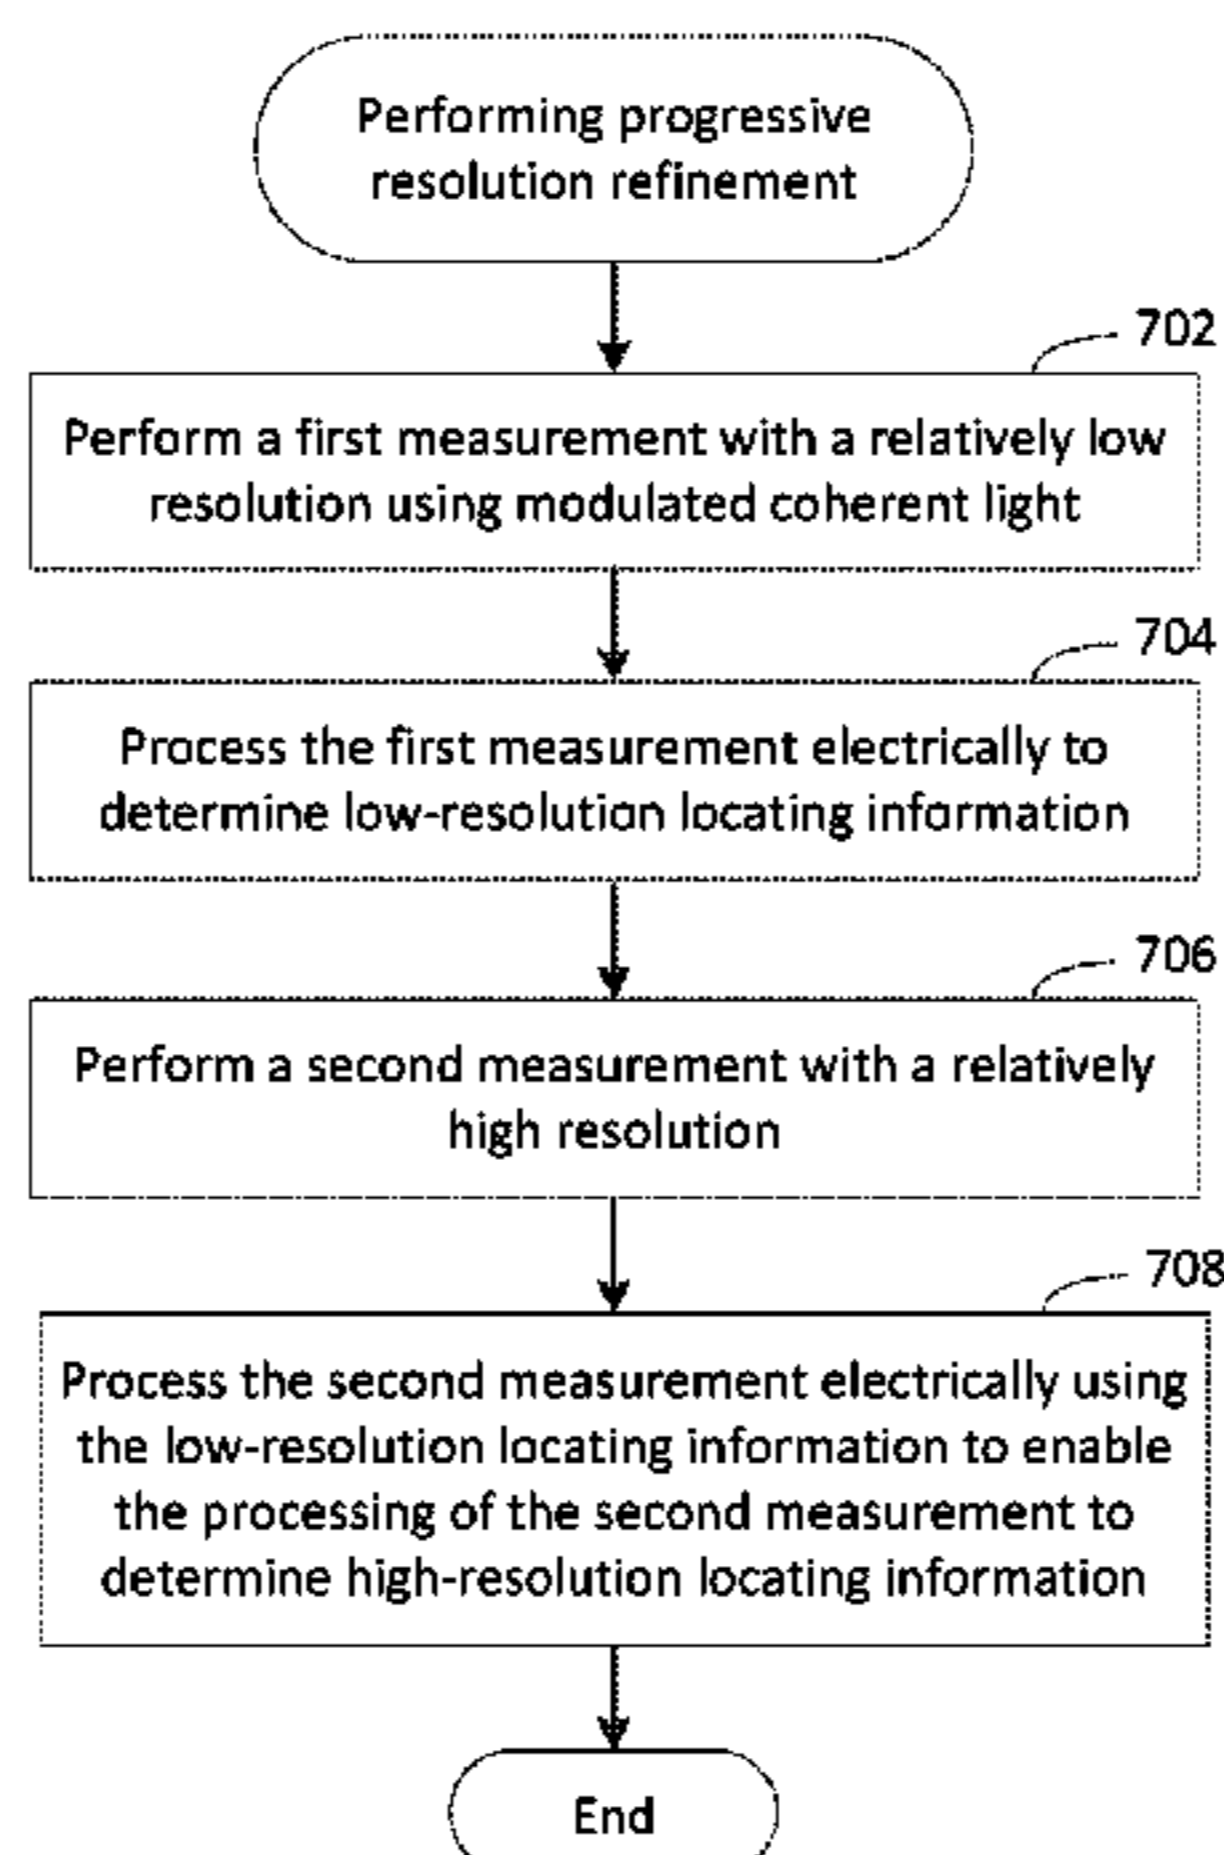 Performing progressive
resolution refinement
702
Perform a first measurement with a relatively low
resolution using modulated coherent light
704
Process the first measurement electrically to
determine low-resolution locating information
706
Perform a second measurement with a relatively
high resolution
708
Process the second measurement electrically using
the low-resolution locating information to enable
the processing of the second measurement to
determine high-resolution locating information
End